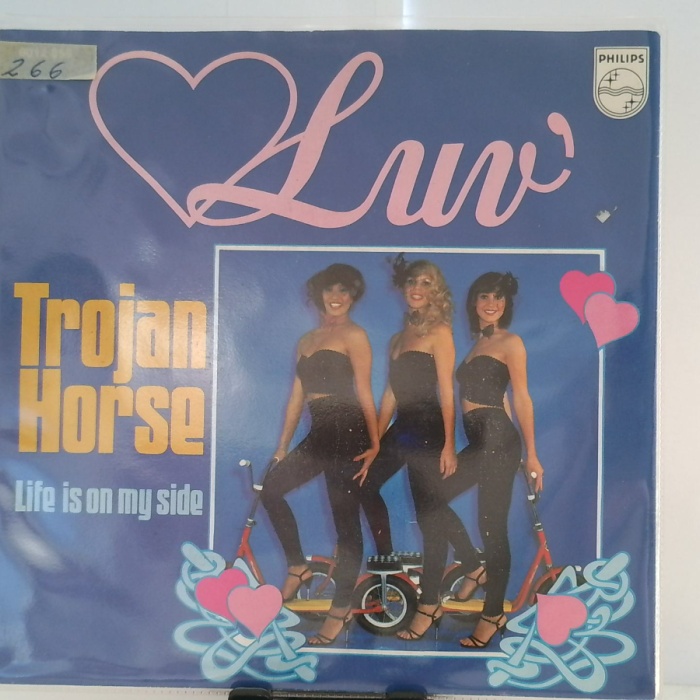 266
PHILIPS
Luv'
Trojan
Horse
Life is on my side